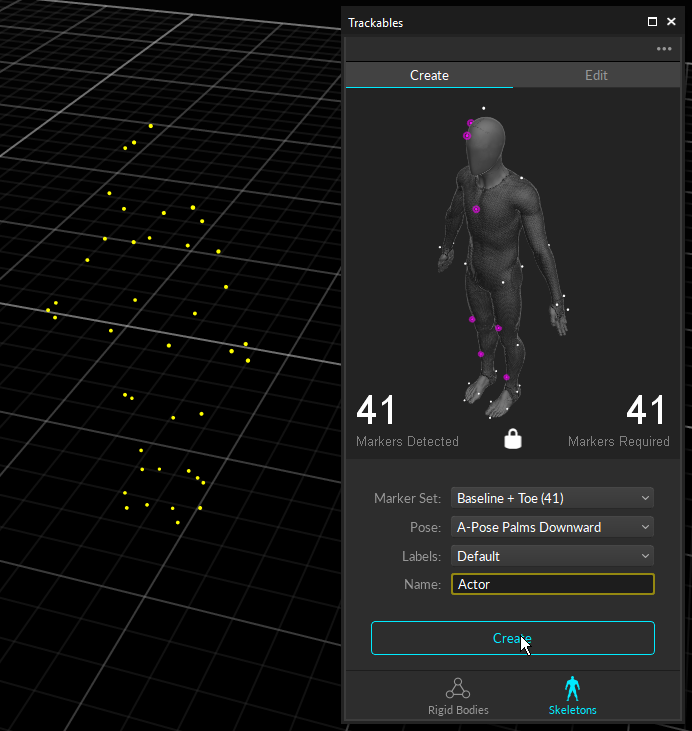 Trackables
Create
Edit
41
41
Markers Detected
Markers Required
Marker Set: Baseline + Toe (41)
Pose: A-Pose Palms Downward
Labels: Default
Name: Actor
Create
Rigid Bodies
Skeletons